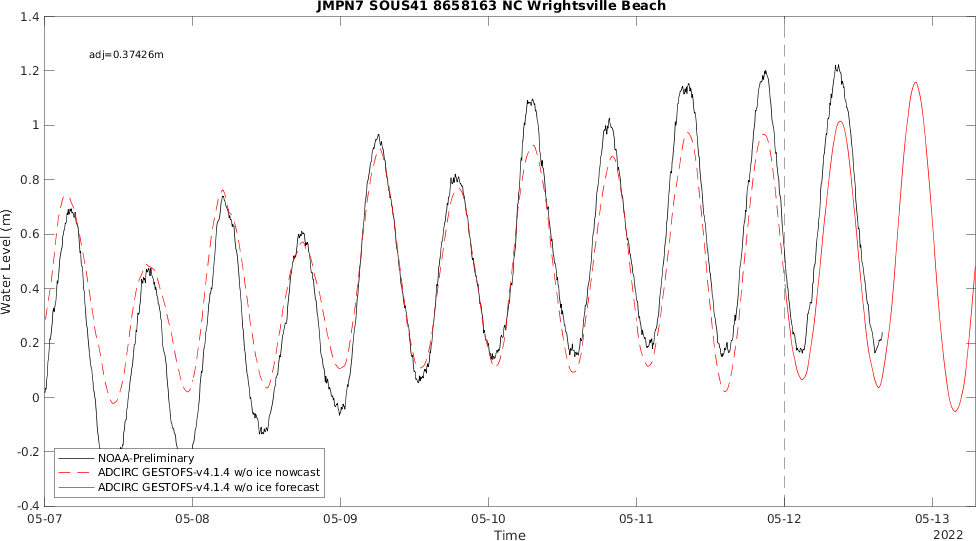 JMPN7 SOUS41 8658163 NC Wrightsville Beach
adj=0.37426m
Water Level (m)
1.4
1.2
1
0.8
0.6
0.4
0.2
0
-0.2
-0.4
NOAA-Preliminary
ADCIRC GESTOFS-v4.1.4 w/o ice nowcast
ADCIRC GESTOFS-v4.1.4 w/o ice forecast
05-07 05-08 05-09 05-10 05-11 05-12 05-13
Time
2022